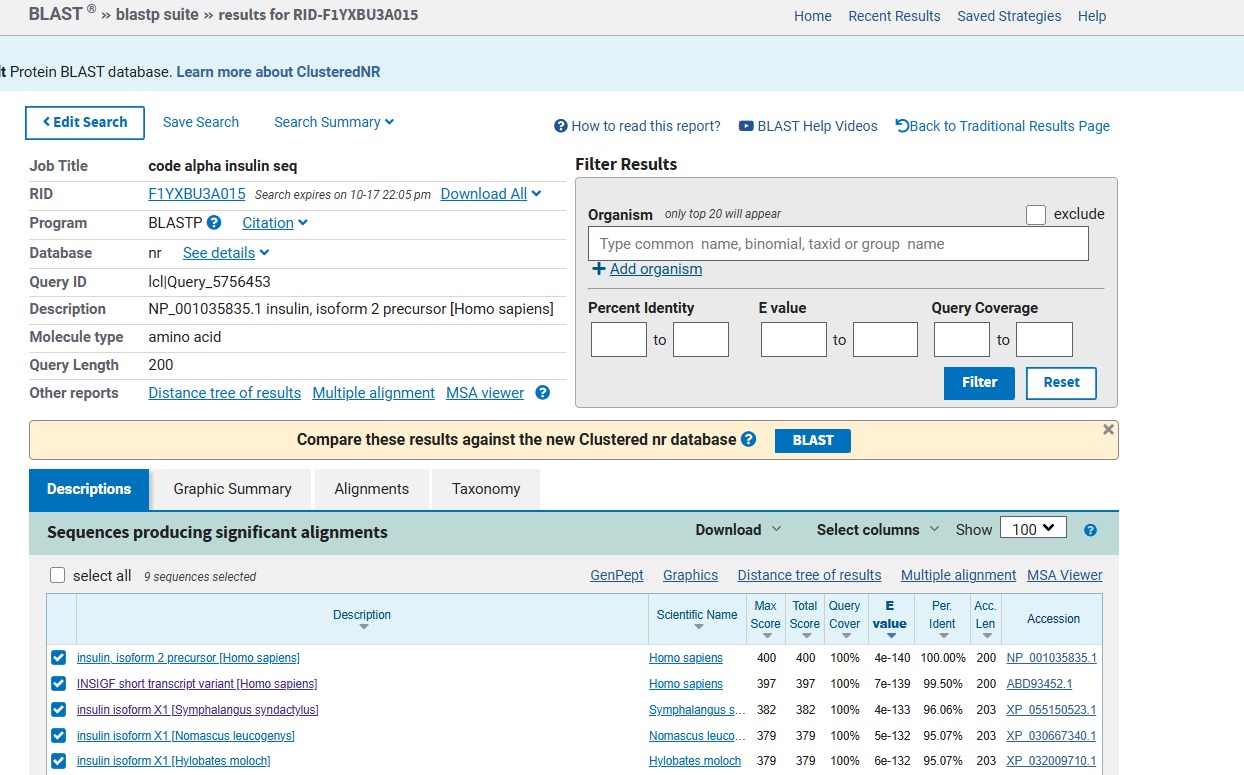 BLAST ® » blastp suite » results for RID-F1YXBU3A015
Home Recent Results Saved Strategies Help
t Protein BLAST database. Learn more about ClusteredNR
< Edit Search Save Search Search Summary
How to read this report? BLAST Help Videos Back to Traditional Results Page
Job Title code alpha insulin seq
RID F1YXBU3A015 Search expires on 10-17 22:05 pm Download All
Program BLASTP ? Citation
Database nr See details
Query ID lcl|Query_5756453
Description NP_001035835.1 insulin, isoform 2 precursor [Homo sapiens]
Molecule type amino acid
Query Length 200
Other reports Distance tree of results Multiple alignment MSA viewer ?
Filter Results
Organism only top 20 will appear exclude
Type common name, binomial, taxid or group name
+ Add organism
Percent Identity E value Query Coverage
to to to
Filter Reset
Compare these results against the new Clustered nr database ? BLAST ×
Descriptions Graphic Summary Alignments Taxonomy
Sequences producing significant alignments Download Select columns Show 100 ?
select all 9 sequences selected GenPept Graphics Distance tree of results Multiple alignment MSA Viewer
Description Scientific Name Max Score Total Score Query Cover E value Per. Ident Acc. Len Accession
insulin, isoform 2 precursor [Homo sapiens] Homo sapiens 400 400 100% 4e-140 100.00% 200 NP_001035835.1
INSIGF short transcript variant [Homo sapiens] Homo sapiens 397 397 100% 7e-139 99.50% 200 ABD93452.1
insulin isoform X1 [Symphalangus syndactylus] Symphalangus s... 382 382 100% 4e-133 96.06% 203 XP_055150523.1
insulin isoform X1 [Nomascus leucogenys] Nomascus leuco... 379 379 100% 5e-132 95.07% 203 XP_030667340.1
insulin isoform X1 [Hylobates moloch] Hylobates moloch 379 379 100% 6e-132 95.07% 203 XP_032009710.1